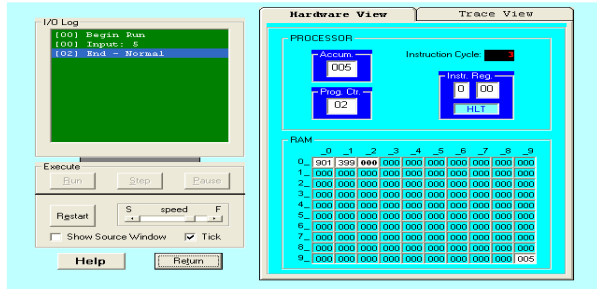 I/O Log
[00] Begin Run
[00] Input: 5
[02] End - Normal
Execute
Run Step Pause
Restart
S speed F
Show Source Window Tick
Help Return
Hardware View Trace View
PROCESSOR
Accum. Instruction Cycle: 3
005
Instr. Reg.
0 00
HLT
Prog. Ctr.
02
RAM
_0 _1 _2 _3 _4 _5 _6 _7 _8 _9
0_ 901 399 000 000 000 000 000 000 000 000
1_ 000 000 000 000 000 000 000 000 000 000
2_ 000 000 000 000 000 000 000 000 000 000
3_ 000 000 000 000 000 000 000 000 000 000
4_ 000 000 000 000 000 000 000 000 000 000
5_ 000 000 000 000 000 000 000 000 000 000
6_ 000 000 000 000 000 000 000 000 000 000
7_ 000 000 000 000 000 000 000 000 000 000
8_ 000 000 000 000 000 000 000 000 000 000
9_ 000 000 000 000 000 000 000 000 000 005